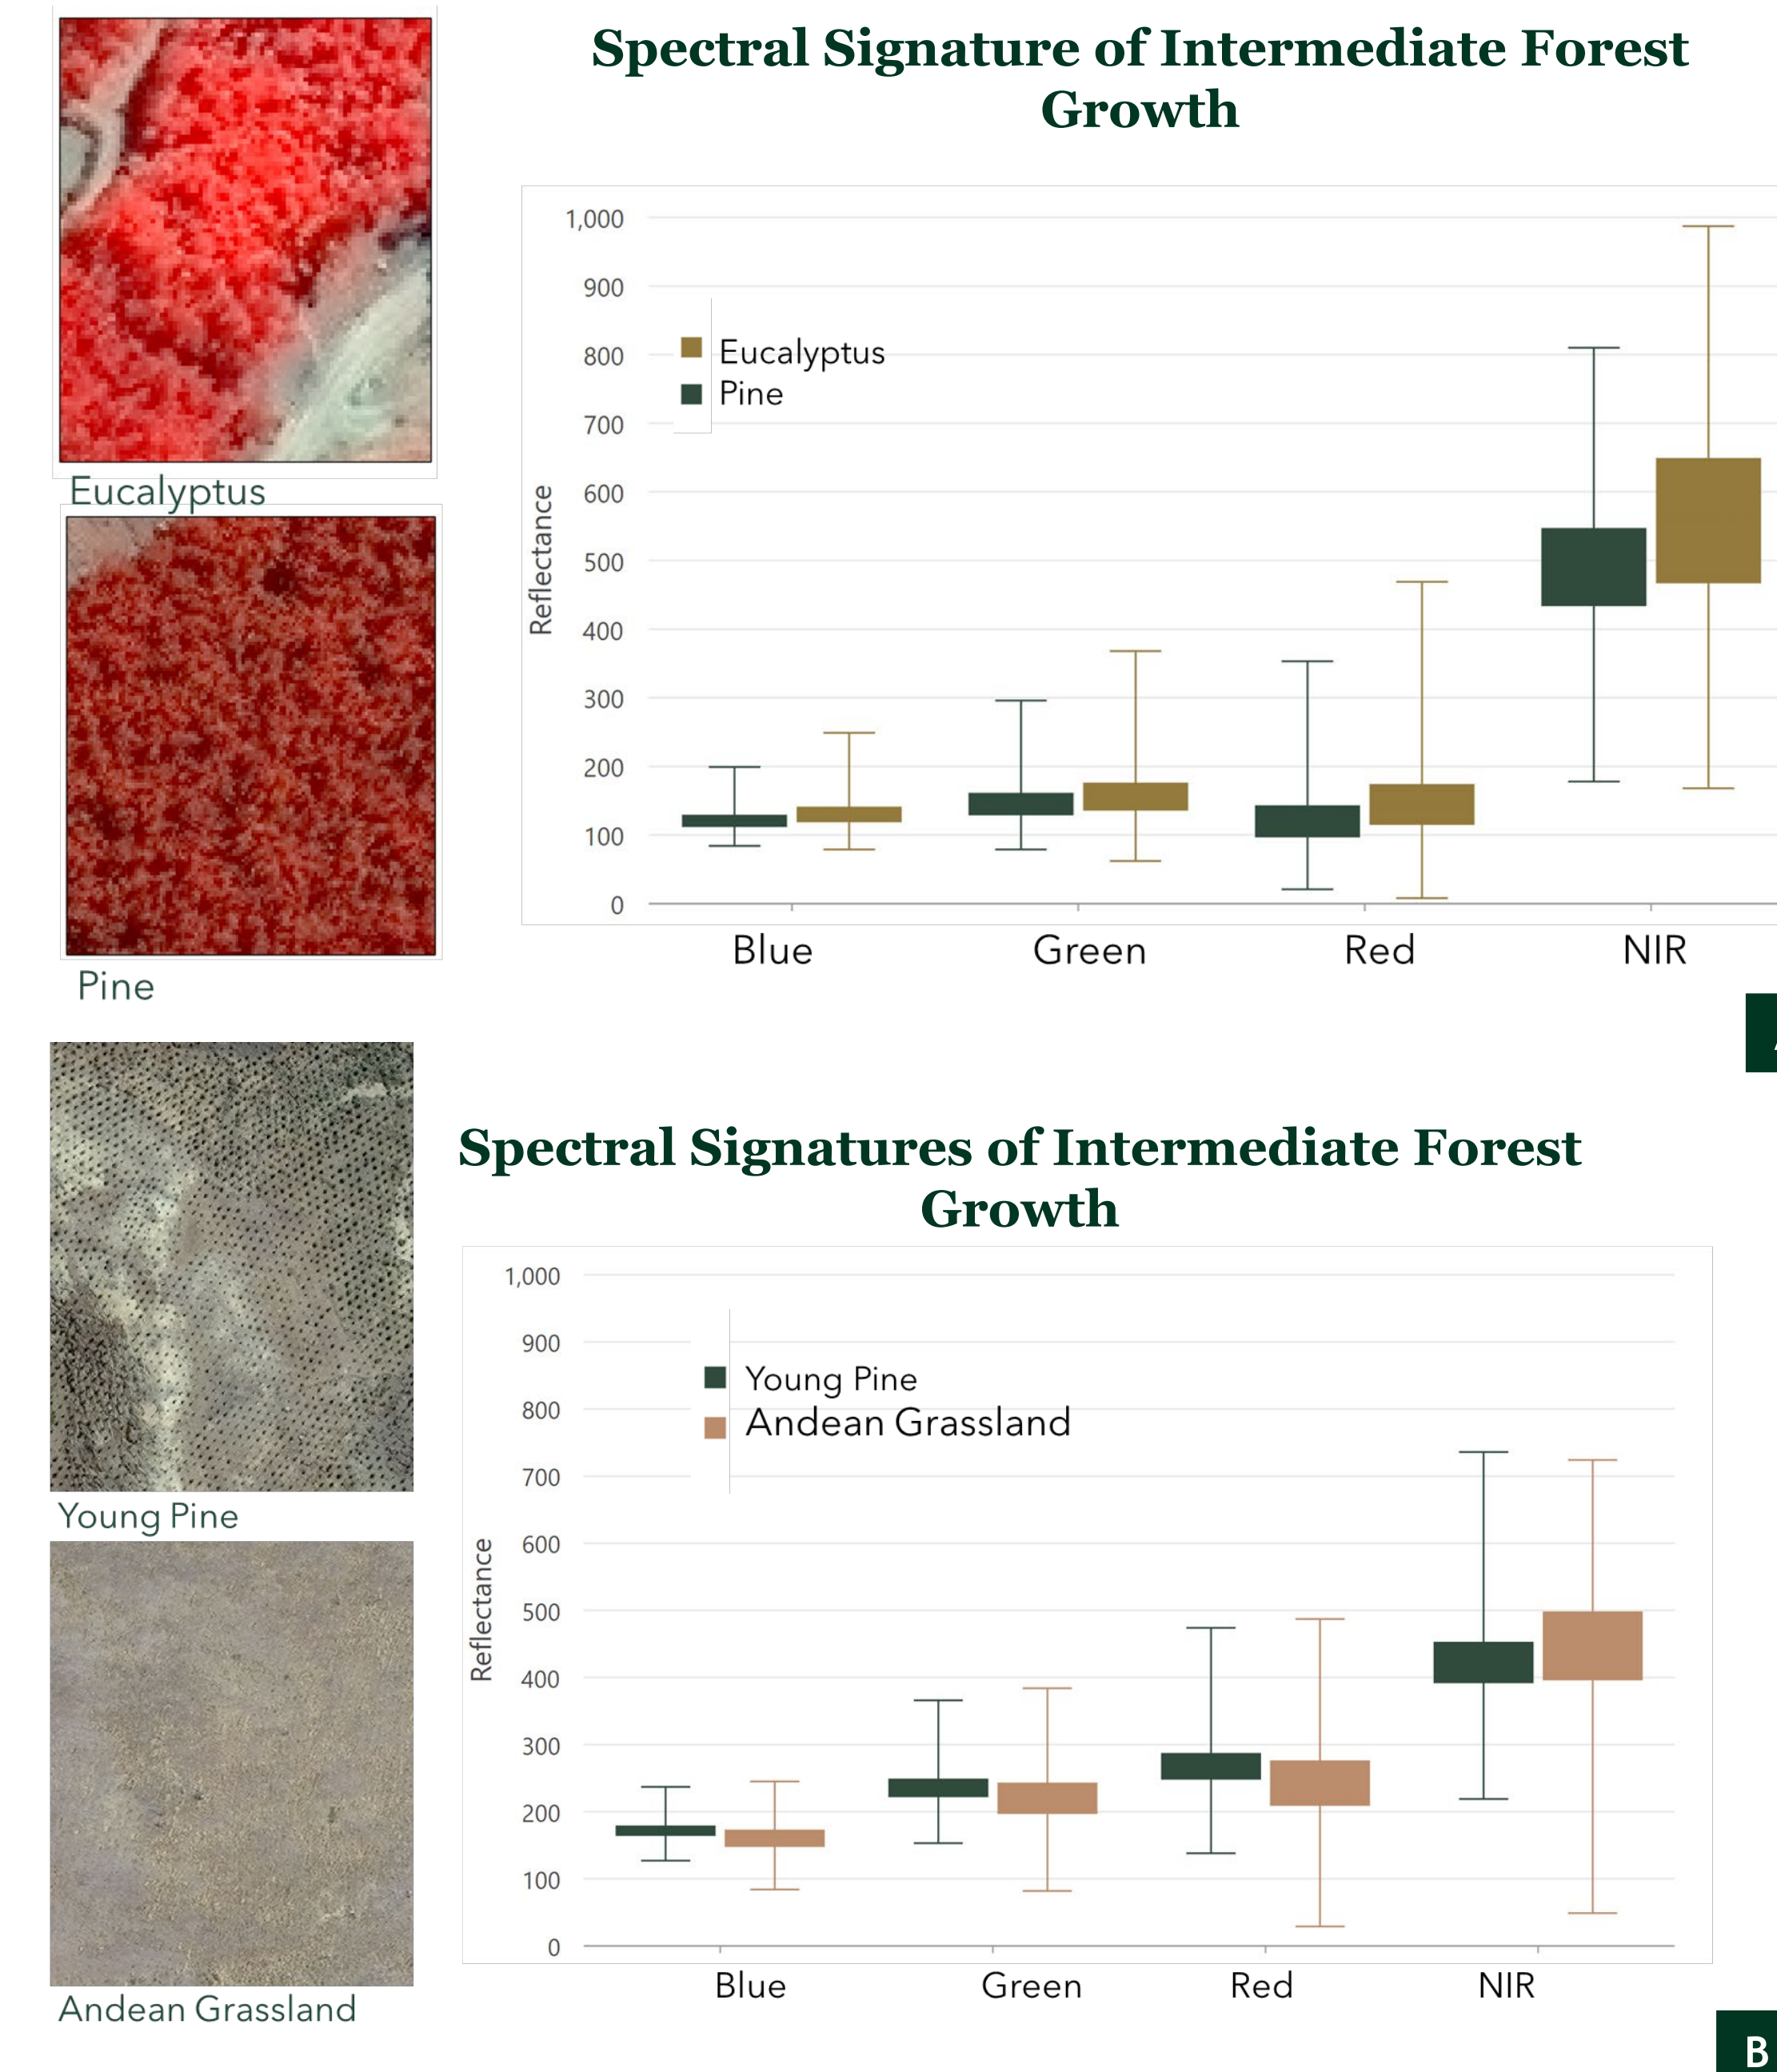 Spectral Signature of Intermediate Forest
Growth
Eucalyptus
Pine
1,000
900
800
700
600
500
400
300
200
100
0
Reflectance
Eucalyptus
Pine
Blue Green Red NIR
Spectral Signatures of Intermediate Forest
Growth
Young Pine
Andean Grassland
1,000
900
800
700
600
500
400
300
200
100
0
Reflectance
Young Pine
Andean Grassland
Blue Green Red NIR
B